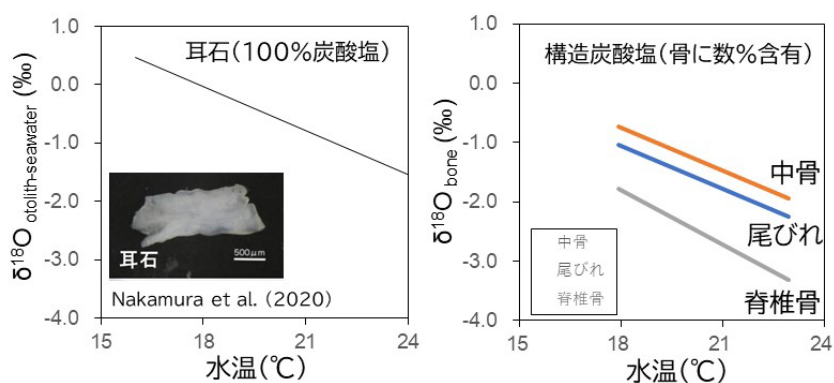 耳石(100%炭酸塩)
δ¹⁸O otolith-seawater (‰)
0.0
-1.0
-2.0
-3.0
-4.0
耳石
500μm
Nakamura et al. (2020)
15
18
21
24
水温(℃)
構造炭酸塩(骨に数%含有)
δ¹⁸O bone (‰)
1.0
0.0
-1.0
-2.0
-3.0
-4.0
中骨
尾びれ
脊椎骨
中骨
尾びれ
脊椎骨
15
18
21
24
水温(℃)